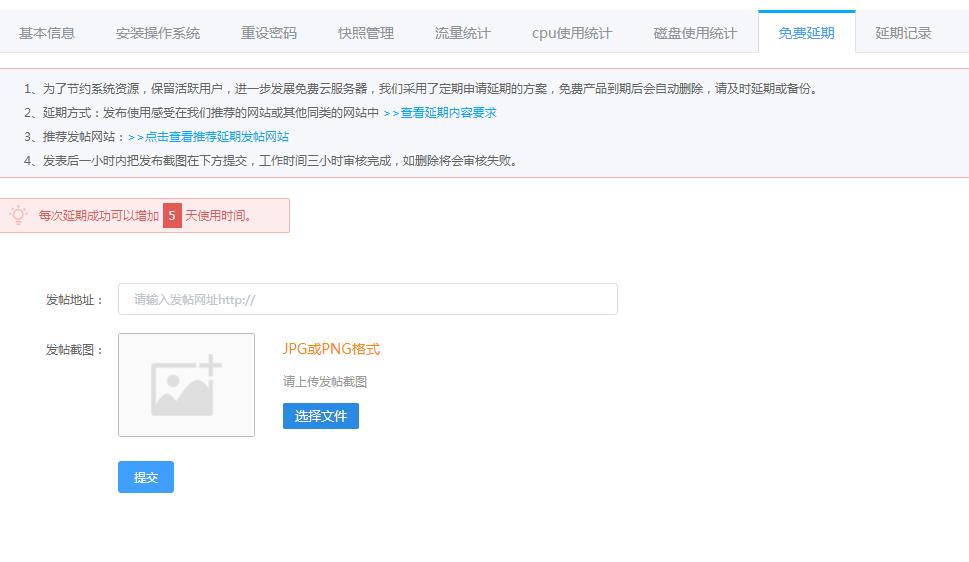 基本信息 安装操作系统 重设密码 快照管理 流量统计 cpu使用统计 磁盘使用统计 免费延期 延期记录
1、为了节约系统资源，保留活跃用户，进一步发展免费云服务器，我们采用了定期申请延期的方案，免费产品到期后会自动删除，请及时延期或备份。
2、延期方式：发布使用感受在我们推荐的网站或其他同类的网站中 >>查看延期内容要求
3、推荐发帖网站：>>点击查看推荐延期发帖网站
4、发表后一小时内把发布截图在下方提交，工作时间三小时审核完成，如删除将会审核失败。
每次延期成功可以增加 5 天使用时间。
发帖地址： 请输入发帖网址http://
发帖截图： JPG或PNG格式
请上传发帖截图
选择文件
提交